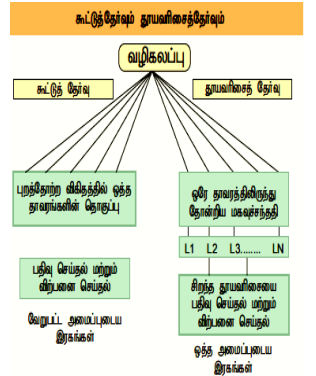 கூட்டுத்தேர்வும் தூயவரிசைத்தேர்வும்
வழிகலப்பு
கூட்டுத் தேர்வு
தூயவரிசைத் தேர்வு
புறத்தோற்ற விகிதத்தில் ஒத்த
தாவரங்களின் தொகுப்பு
ஒரே தாவரத்திலிருந்து
தோன்றிய மகவுச்சந்ததி
L1 L2 L3........ LN
பதிவு செய்தல் மற்றும்
விற்பனை செய்தல்
சிறந்த தூயவரிசையை
பதிவு செய்தல் மற்றும்
விற்பனை செய்தல்
வேறுபட்ட அமைப்புடைய
இரகங்கள்
ஒத்த அமைப்புடைய
இரகங்கள்